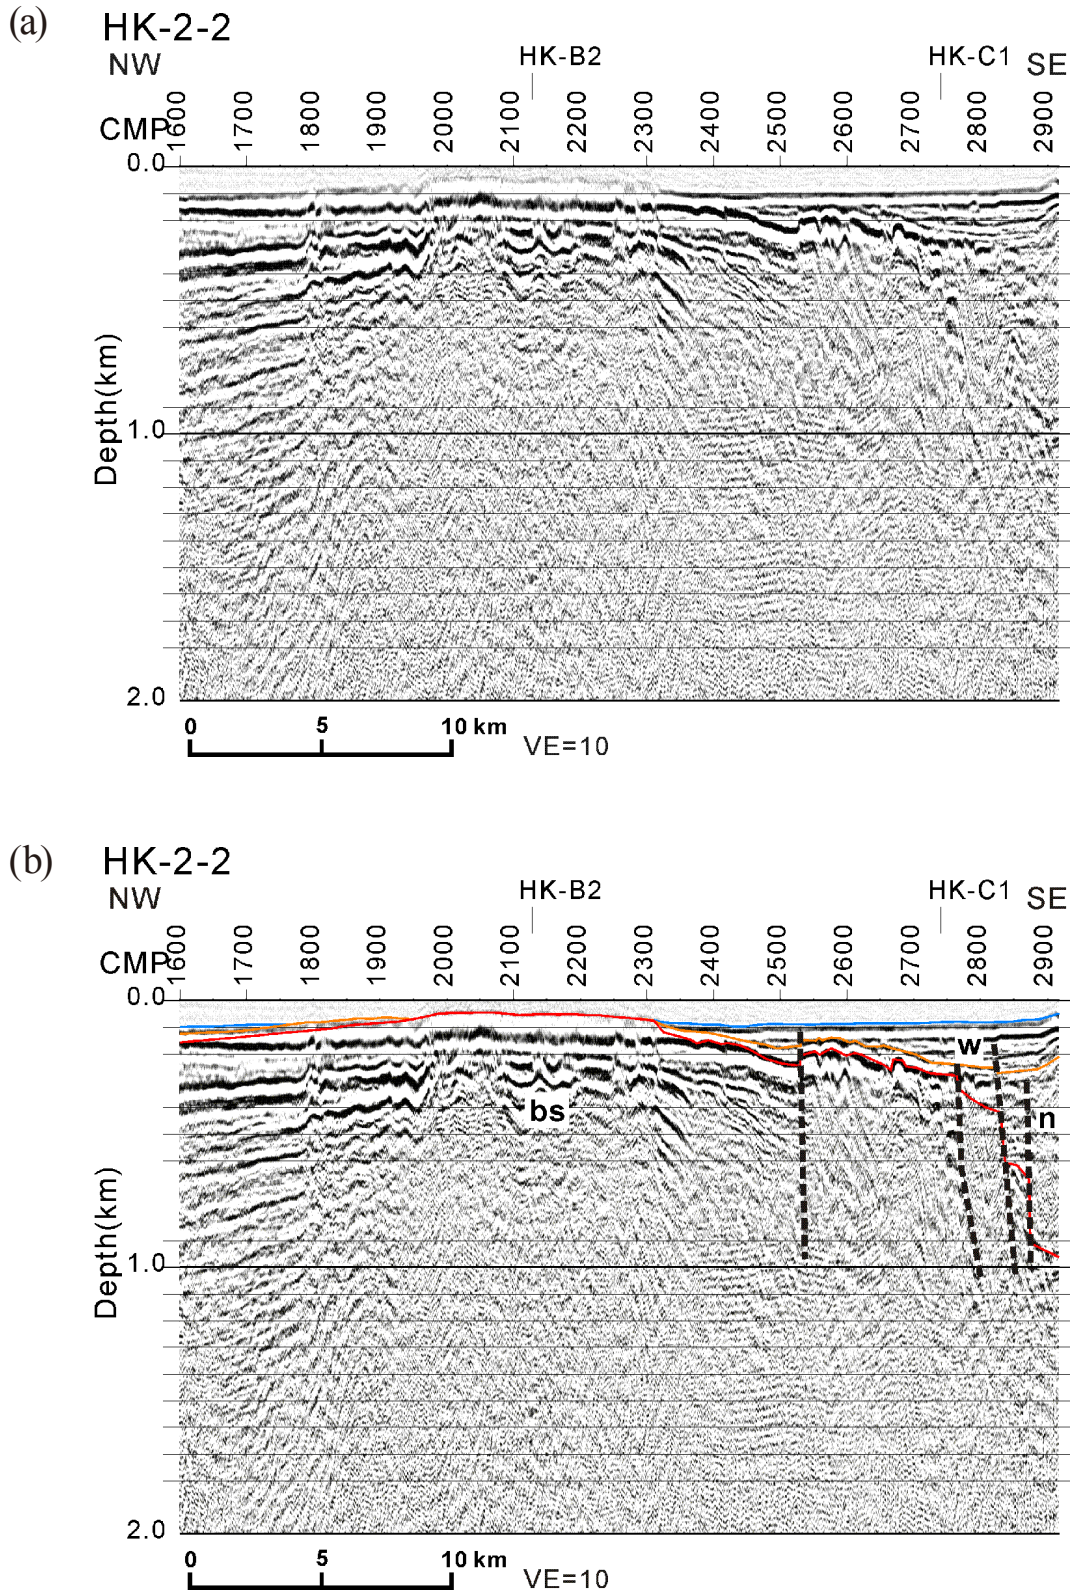 (a) HK-2-2
NW HK-B2 HK-C1 SE
CMP 1600 1700 1800 1900 2000 2100 2200 2300 2400 2500 2600 2700 2800 2900
0.0
Depth(km)
1.0
2.0
0 5 10 km
VE=10
(b) HK-2-2
NW HK-B2 HK-C1 SE
CMP 1600 1700 1800 1900 2000 2100 2200 2300 2400 2500 2600 2700 2800 2900
0.0
w
bs n
Depth(km)
1.0
2.0
0 5 10 km
VE=10